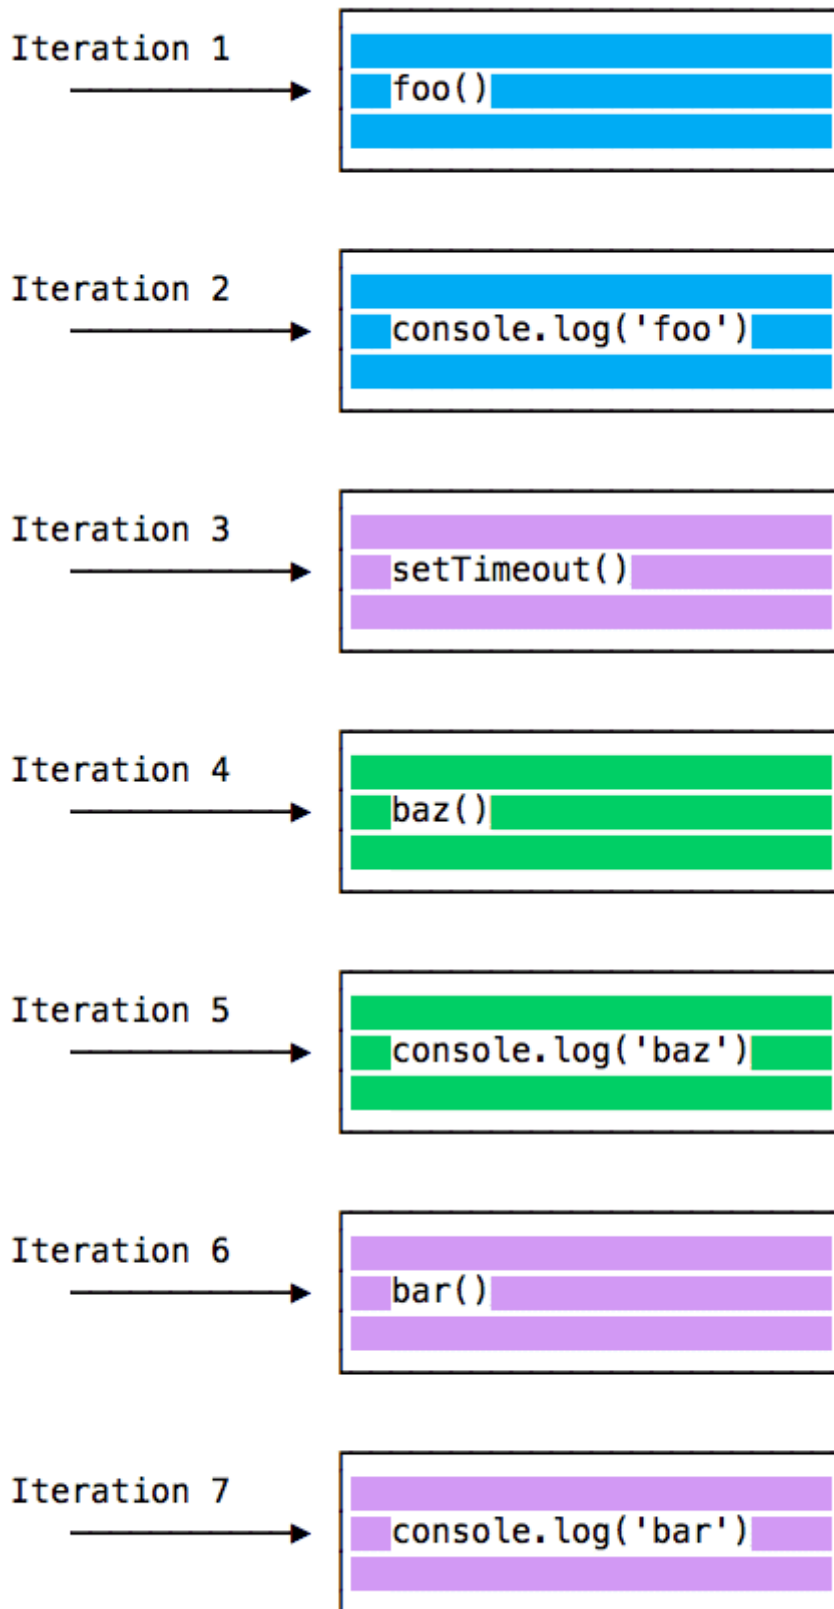 Iteration 1
foo()
Iteration 2
console.log('foo')
Iteration 3
setTimeout()
Iteration 4
baz()
Iteration 5
console.log('baz')
Iteration 6
bar()
Iteration 7
console.log('bar')